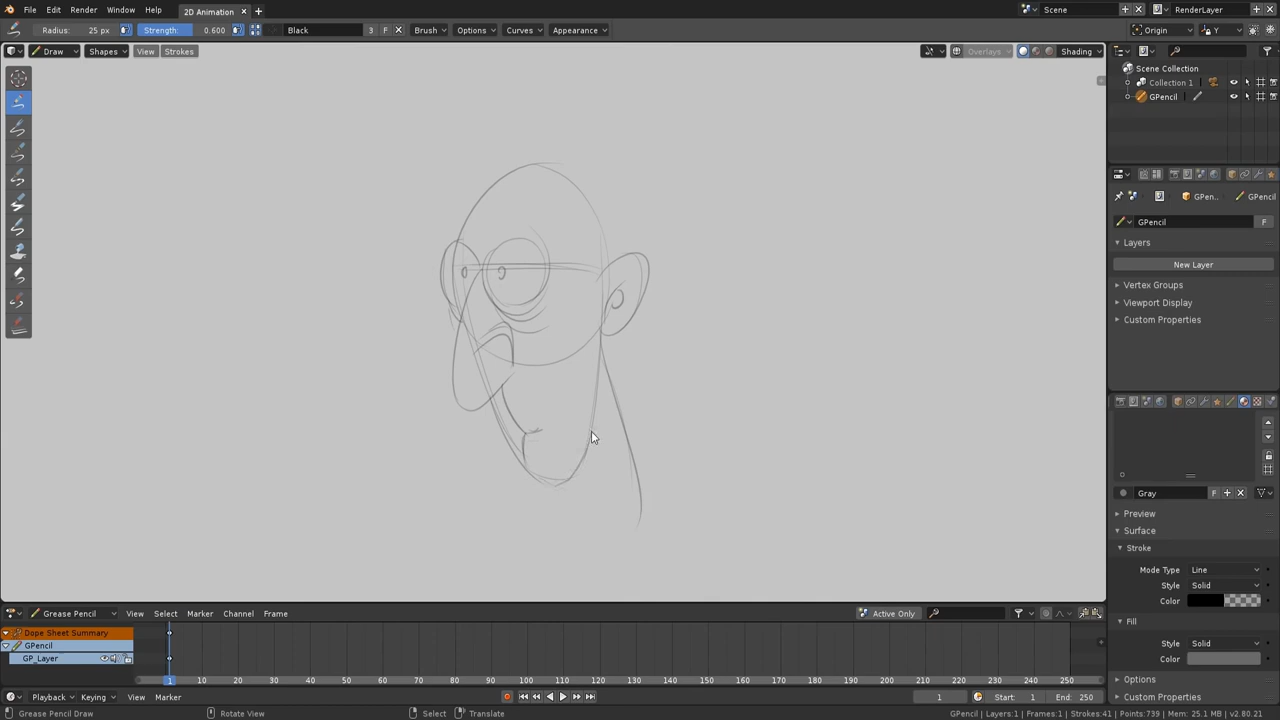 File Edit Render Window Help 2D Animation Scene RenderLayer
Radius: 25 px Strength: 0.600 Black 3 F Brush Options Curves Appearance Origin Y
Draw Shapes View Strokes Overlays Shading
Scene Collection
Collection 1
GPencil
GPen.. GPencil
GPencil F
Layers
New Layer
Vertex Groups
Viewport Display
Custom Properties
Gray F
Preview
Surface
Stroke
Mode Type Line
Style Solid
Color
Fill
Style Solid
Color
Options
Custom Properties
Grease Pencil View Select Marker Channel Frame Active Only
Dope Sheet Summary
GPencil
GP_Layer
1 10 20 30 40 50 60 70 80 90 100 110 120 130 140 150 160 170 180 190 200 210 220 230 240 250
Playback Keying View Marker 1 Start: 1 End: 250
Grease Pencil Draw Rotate View Select Translate GPencil | Layers:1 | Frames:1 | Strokes:41 | Points:739 | Mem: 25.1 MB | v2.80.21